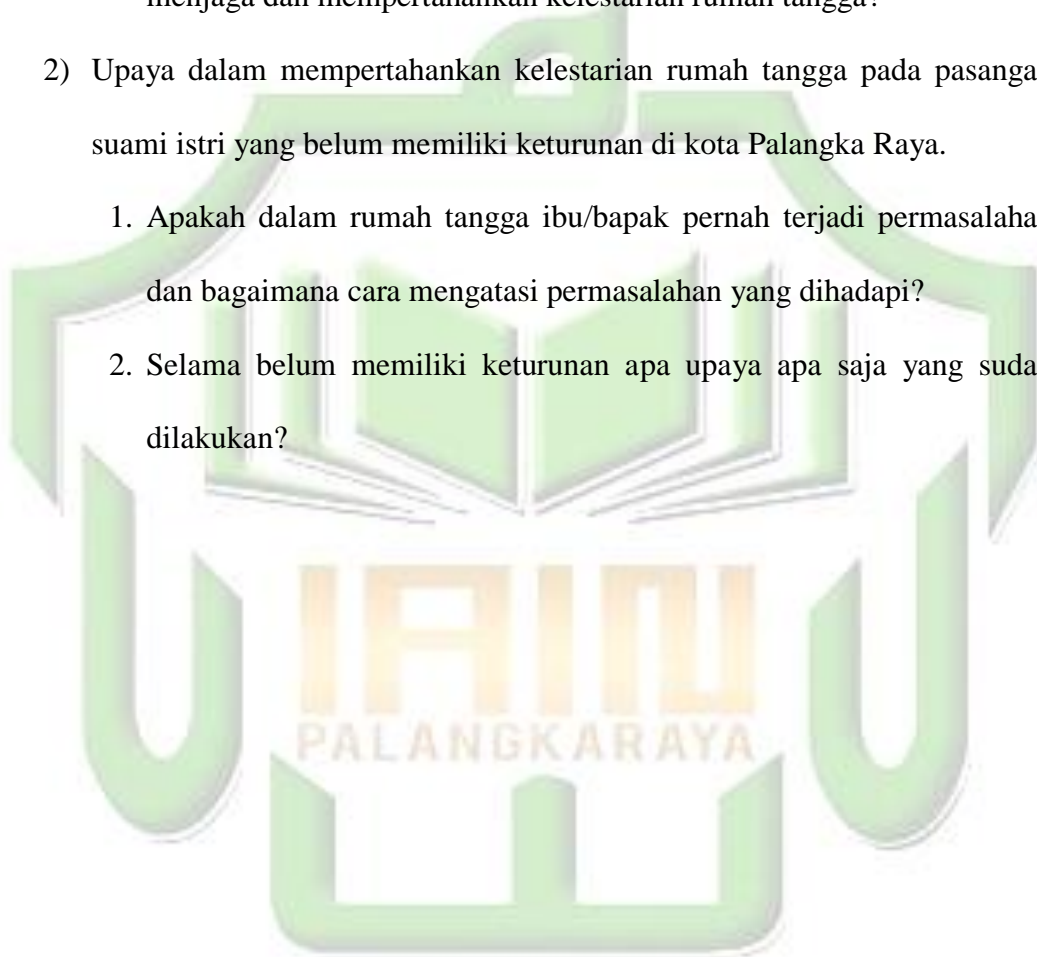 menjaga dan mempertahankan kelestarian rumah tangga?
2) Upaya dalam mempertahankan kelestarian rumah tangga pada pasanga
suami istri yang belum memiliki keturunan di kota Palangka Raya.
1. Apakah dalam rumah tangga ibu/bapak pernah terjadi permasalaha
dan bagaimana cara mengatasi permasalahan yang dihadapi?
2. Selama belum memiliki keturunan apa upaya apa saja yang suda
dilakukan?
IAIN
PALANGKARAYA